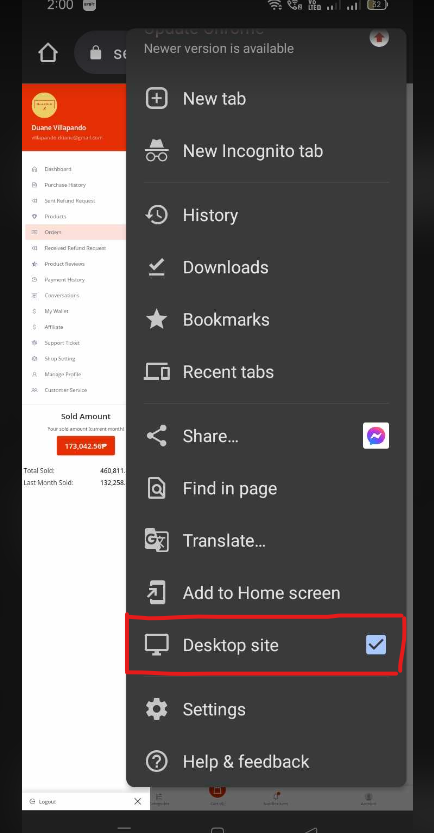 2:00
52
Update Chrome
Newer version is available
New tab
New Incognito tab
History
Downloads
Bookmarks
Recent tabs
Share...
Find in page
Translate...
Add to Home screen
Desktop site
Settings
Help & feedback
se
Duane Villapando
Dashboard
Purchase History
Sent Refund Request
Products
Orders
Received Refund Request
Product Reviews
Payment History
Conversations
My Wallet
Affiliate
Support Ticket
Shop Setting
Manage Profile
Customer Service
Sold Amount
Your sold amount (current month)
173,042.56₱
Total Sold: 460,811.
Last Month Sold: 132,258.
Logout